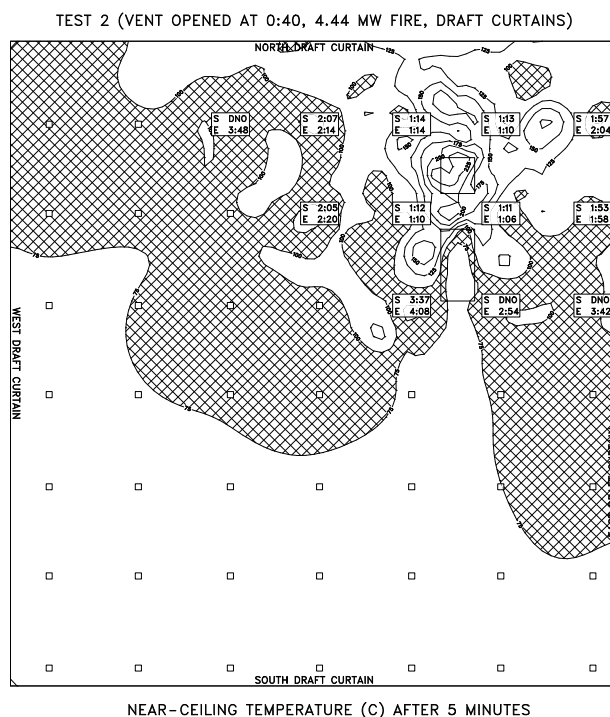 TEST 2 (VENT OPENED AT 0:40, 4.44 MW FIRE, DRAFT CURTAINS)
NORTH DRAFT CURTAIN
S DNO
E 3:48
S 2:07
E 2:14
S 1:14
E 1:14
S 1:13
E 1:10
S 1:57
E 2:04
S 2:05
E 2:20
S 1:12
E 1:10
S 1:11
E 1:06
S 1:53
E 1:58
S 3:37
E 4:08
S DNO
E 2:54
S DNO
E 3:42
WEST DRAFT CURTAIN
SOUTH DRAFT CURTAIN
NEAR-CEILING TEMPERATURE (C) AFTER 5 MINUTES